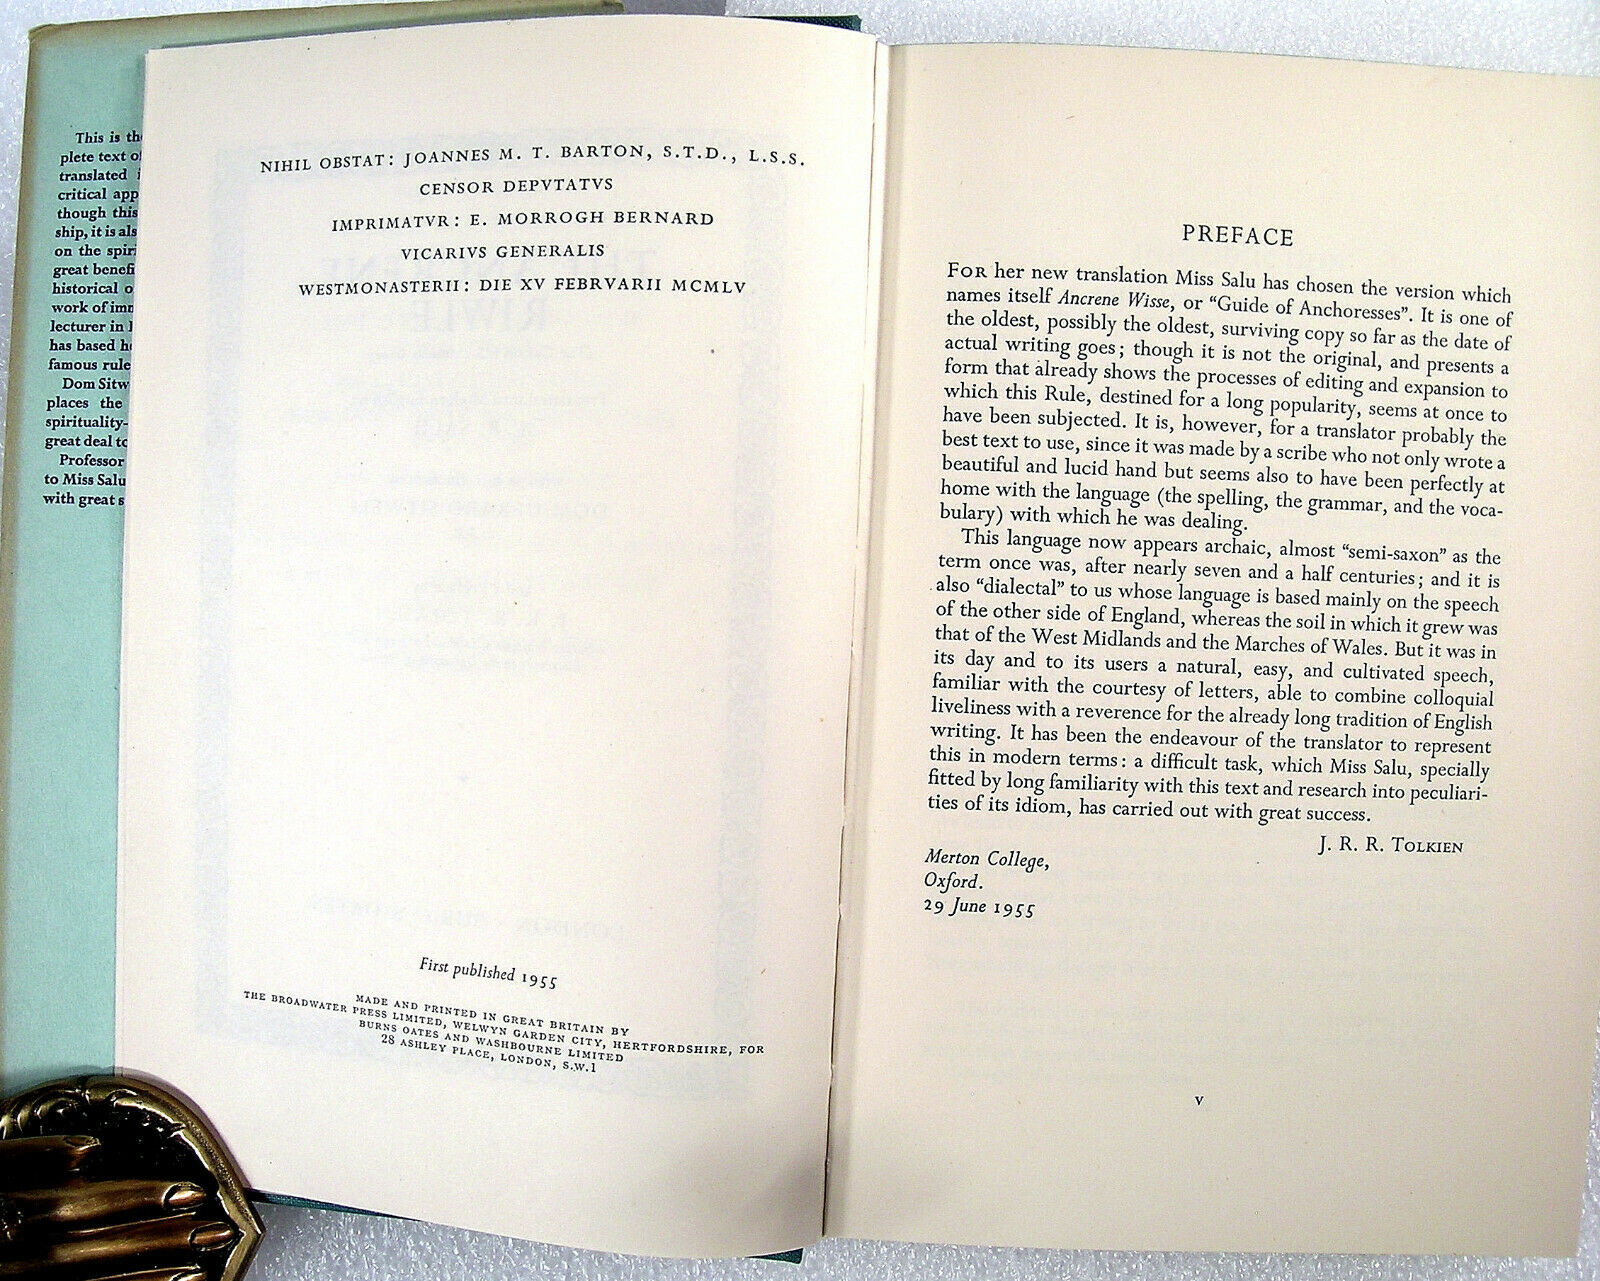 This is the
plete text of
translated i
critical app
though this
ship, it is als
on the spiri
great benefi
historical o
work of imm
lecturer in
has based he
famous rule
Dom Sitw
places the
spirituality-
great deal to
Professor
to Miss Salu
with great s
NIHIL OBSTAT: JOANNES M. T. BARTON, S.T.D., L.S.S.
CENSOR DEPVTATVS
IMPRIMATVR: E. MORROGH BERNARD
VICARIVS GENERALIS
WESTMONASTERII: DIE XV FEBRVARII MCMLV
First published 1955
MADE AND PRINTED IN GREAT BRITAIN BY
THE BROADWATER PRESS LIMITED, WELWYN GARDEN CITY, HERTFORDSHIRE, FOR
BURNS OATES AND WASHBOURNE LIMITED
28 ASHLEY PLACE, LONDON, S.W.1
PREFACE
FOR her new translation Miss Salu has chosen the version which
names itself Ancrene Wisse, or "Guide of Anchoresses". It is one of
the oldest, possibly the oldest, surviving copy so far as the date of
actual writing goes; though it is not the original, and presents a
form that already shows the processes of editing and expansion to
which this Rule, destined for a long popularity, seems at once to
have been subjected. It is, however, for a translator probably the
best text to use, since it was made by a scribe who not only wrote a
beautiful and lucid hand but seems also to have been perfectly at
home with the language (the spelling, the grammar, and the voca-
bulary) with which he was dealing.
This language now appears archaic, almost "semi-saxon" as the
term once was, after nearly seven and a half centuries; and it is
also "dialectal" to us whose language is based mainly on the speech
of the other side of England, whereas the soil in which it grew was
that of the West Midlands and the Marches of Wales. But it was in
its day and to its users a natural, easy, and cultivated speech,
familiar with the courtesy of letters, able to combine colloquial
liveliness with a reverence for the already long tradition of English
writing. It has been the endeavour of the translator to represent
this in modern terms: a difficult task, which Miss Salu, specially
fitted by long familiarity with this text and research into peculiari-
ties of its idiom, has carried out with great success.
J. R. R. TOLKIEN
Merton College,
Oxford.
29 June 1955
v